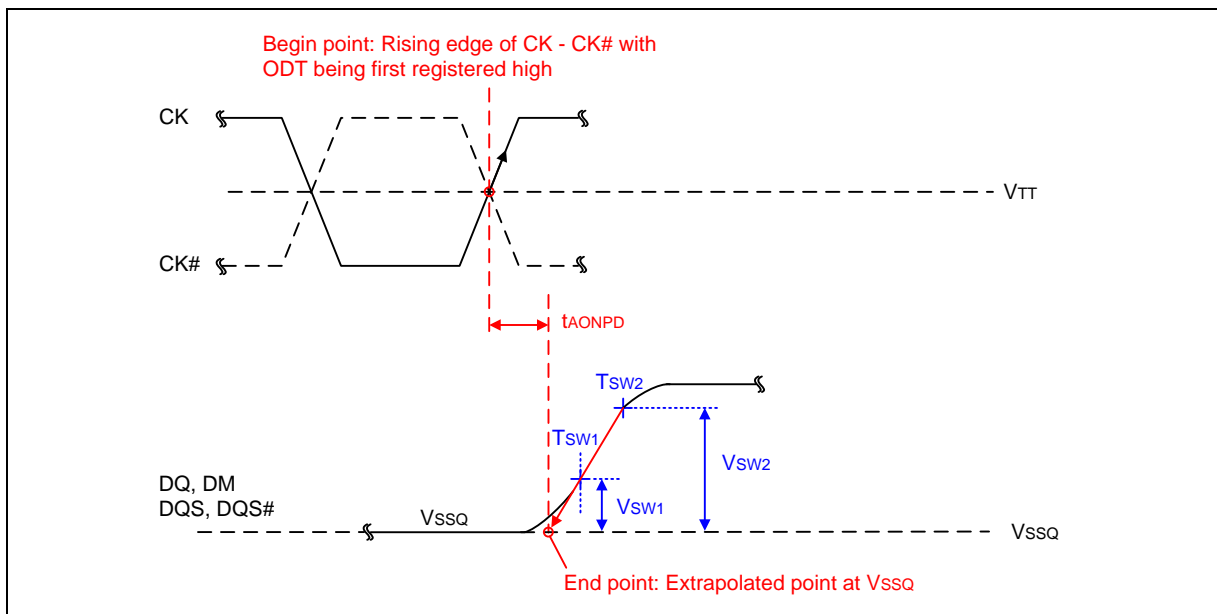 Begin point: Rising edge of CK - CK# with
ODT being first registered high
CK
VTT
CK#
tAONPD
TSW2
TSW1
VSW2
DQ, DM
DQS, DQS#
VSSQ
VSW1
VSSQ
End point: Extrapolated point at VSSQ